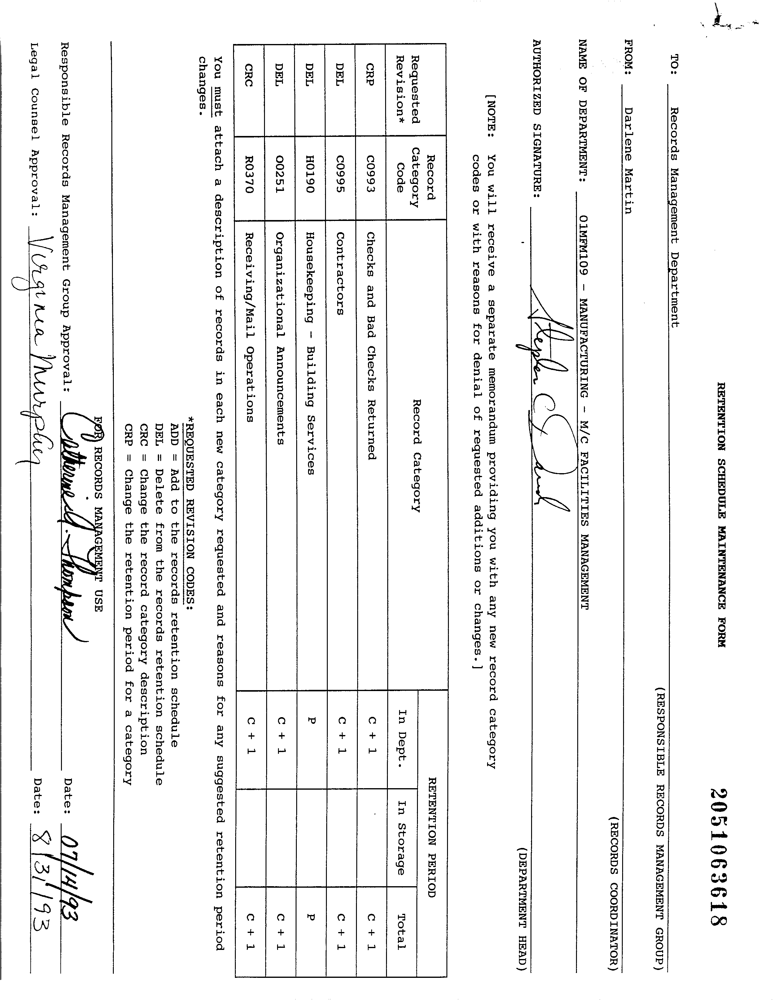 2051063618
RETENTION SCHEDULE MAINTENANCE FORM
TO: Records Management Department
(RESPONSIBLE RECORDS MANAGEMENT GROUP)
FROM: Darlene Martin
(RECORDS COORDINATOR)
NAME OF DEPARTMENT: 01MFM109 - MANUFACTURING - M/C FACILITIES MANAGEMENT
AUTHORIZED SIGNATURE:
(DEPARTMENT HEAD)
[NOTE: You will receive a separate memorandum providing you with any new record category
codes or with reasons for denial of requested additions or changes.]
Requested Revision* Record Category Code Record Category RETENTION PERIOD
In Dept. In Storage Total
CRP C0993 Checks and Bad Checks Returned C + 1 C + 1
DEL C0995 Contractors C + 1 C + 1
DEL H0190 Housekeeping - Building Services P P
DEL O0251 Organizational Announcements C + 1 C + 1
CRC R0370 Receiving/Mail Operations C + 1 C + 1
You must attach a description of records in each new category requested and reasons for any suggested retention period
changes.
*REQUESTED REVISION CODES:
ADD = Add to the records retention schedule
DEL = Delete from the records retention schedule
CRC = Change the record category description
CRP = Change the retention period for a category
FOR RECORDS MANAGEMENT USE
Responsible Records Management Group Approval: Catherine M. Thompson Date: 07/14/93
Legal Counsel Approval: Virginia Murphy Date: 8/31/93